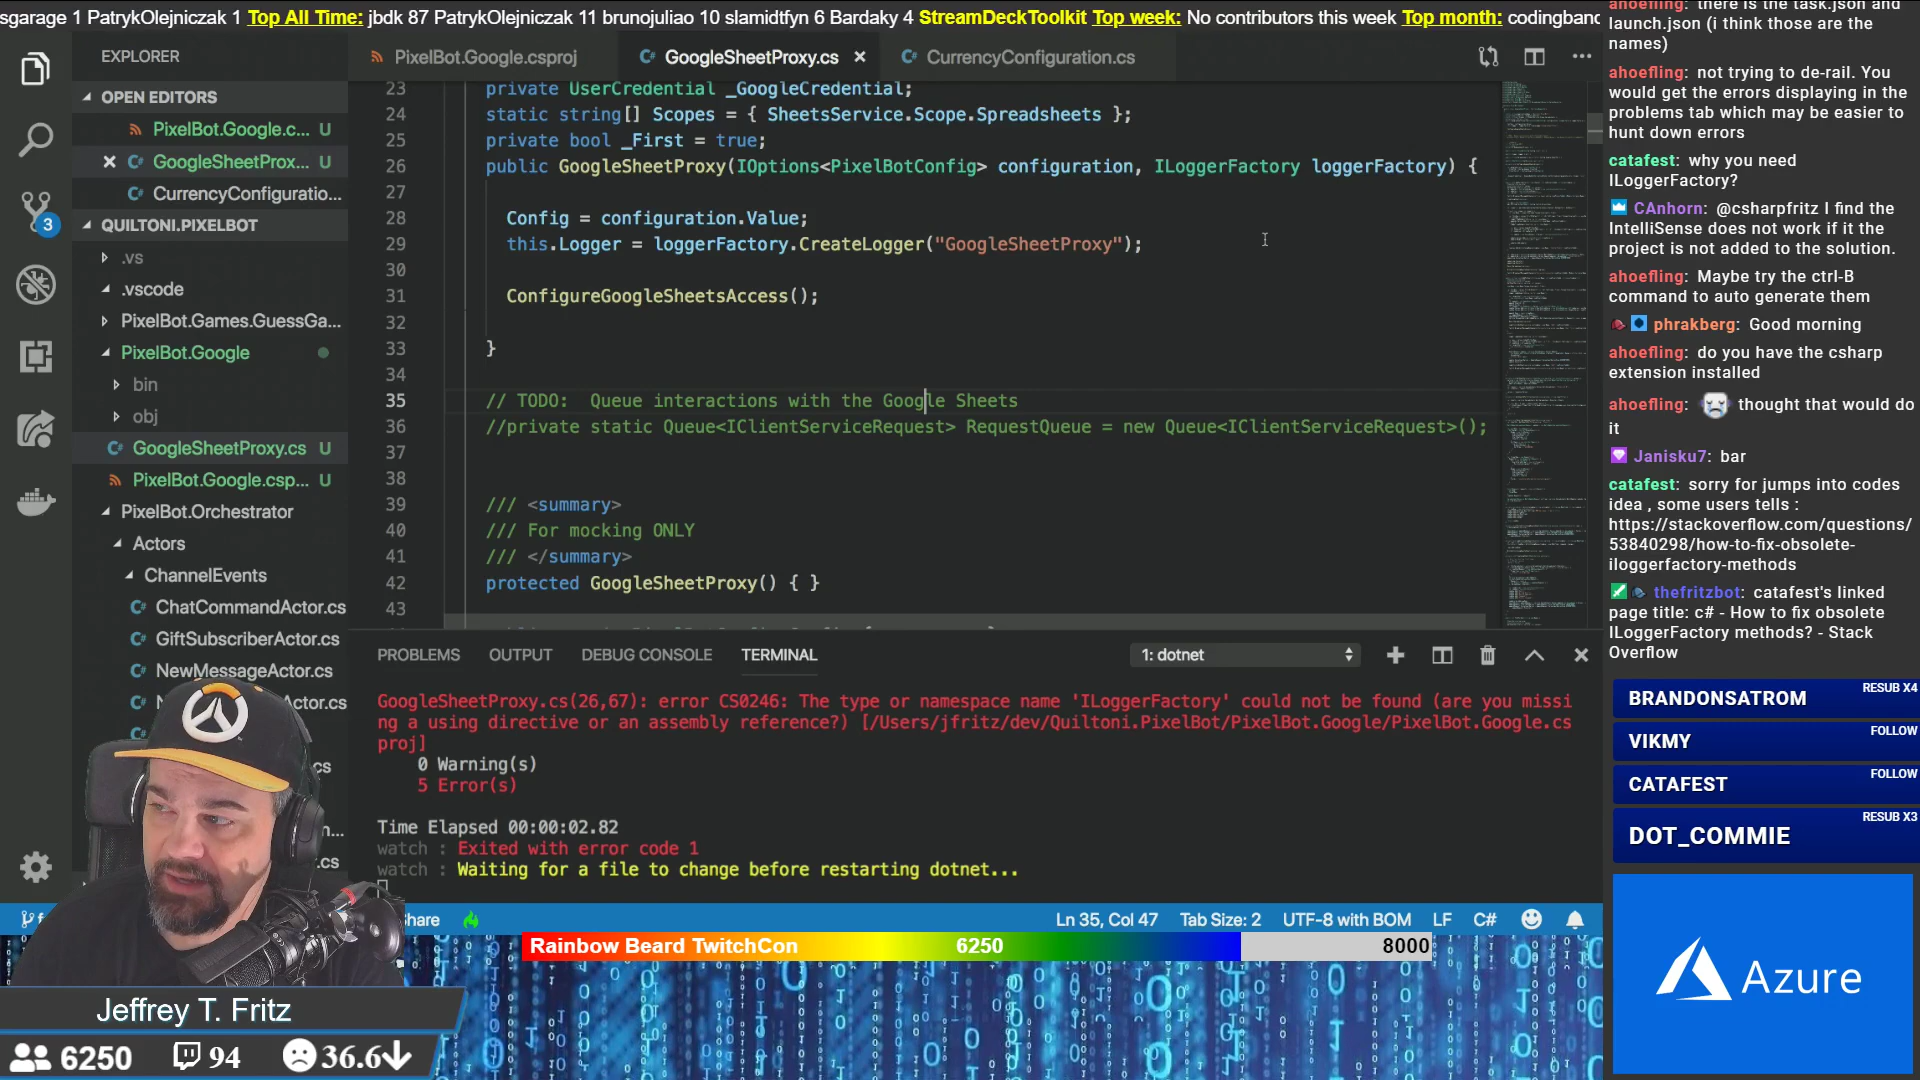 sgarage 1 PatrykOlejniczak 1 Top All Time: jbdk 87 PatrykOlejniczak 11 brunojuliao 10 slamidtfyn 6 Bardaky 4 StreamDeckToolkit Top week: No contributors this week Top month: codingbanc
EXPLORER
OPEN EDITORS
PixelBot.Google.c... U
GoogleSheetProx... U
CurrencyConfiguratio...
QUILTONI.PIXELBOT
.vs
.vscode
PixelBot.Games.GuessGa...
PixelBot.Google
bin
obj
GoogleSheetProxy.cs U
PixelBot.Google.csp... U
PixelBot.Orchestrator
Actors
ChannelEvents
ChatCommandActor.cs
GiftSubscriberActor.cs
NewMessageActor.cs
Actor.cs
3
PixelBot.Google.csproj
GoogleSheetProxy.cs
CurrencyConfiguration.cs
23 private UserCredential _GoogleCredential;
24 static string[] Scopes = { SheetsService.Scope.Spreadsheets };
25 private bool _First = true;
26 public GoogleSheetProxy(IOptions<PixelBotConfig> configuration, ILoggerFactory loggerFactory) {
27
28 Config = configuration.Value;
29 this.Logger = loggerFactory.CreateLogger("GoogleSheetProxy");
30
31 ConfigureGoogleSheetsAccess();
32
33 }
34
35 // TODO:  Queue interactions with the Google Sheets
36 //private static Queue<IClientServiceRequest> RequestQueue = new Queue<IClientServiceRequest>();
37
38
39 /// <summary>
40 /// For mocking ONLY
41 /// </summary>
42 protected GoogleSheetProxy() { }
43
PROBLEMS
OUTPUT
DEBUG CONSOLE
TERMINAL
1: dotnet
GoogleSheetProxy.cs(26,67): error CS0246: The type or namespace name 'ILoggerFactory' could not be found (are you missi
ng a using directive or an assembly reference?) [/Users/jfritz/dev/Quiltoni.PixelBot/PixelBot.Google/PixelBot.Google.cs
proj]
0 Warning(s)
5 Error(s)
Time Elapsed 00:00:02.82
watch : Exited with error code 1
watch : Waiting for a file to change before restarting dotnet...
hare
Ln 35, Col 47
Tab Size: 2
UTF-8 with BOM
LF
C#
Rainbow Beard TwitchCon 6250 8000
Jeffrey T. Fritz
6250 94 36.6
ahoefling: there is the task.json and
launch.json (i think those are the
names)
ahoefling: not trying to de-rail. You
would get the errors displaying in the
problems tab which may be easier to
hunt down errors
catafest: why you need
ILoggerFactory?
CAnhorn: @csharpfritz I find the
IntelliSense does not work if it the
project is not added to the solution.
ahoefling: Maybe try the ctrl-B
command to auto generate them
phrakberg: Good morning
ahoefling: do you have the csharp
extension installed
ahoefling: thought that would do
it
Janisku7: bar
catafest: sorry for jumps into codes
idea , some users tells :
https://stackoverflow.com/questions/
53840298/how-to-fix-obsolete-
iloggerfactory-methods
thefritzbot: catafest's linked
page title: c# - How to fix obsolete
ILoggerFactory methods? - Stack
Overflow
BRANDONSATROM RESUB X4
VIKMY FOLLOW
CATAFEST FOLLOW
DOT_COMMIE RESUB X3
Azure